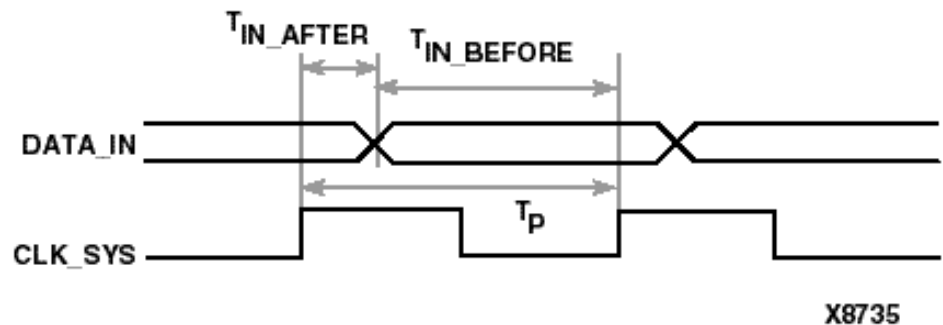 TIN_AFTER
TIN_BEFORE
DATA_IN
Tp
CLK_SYS
X8735